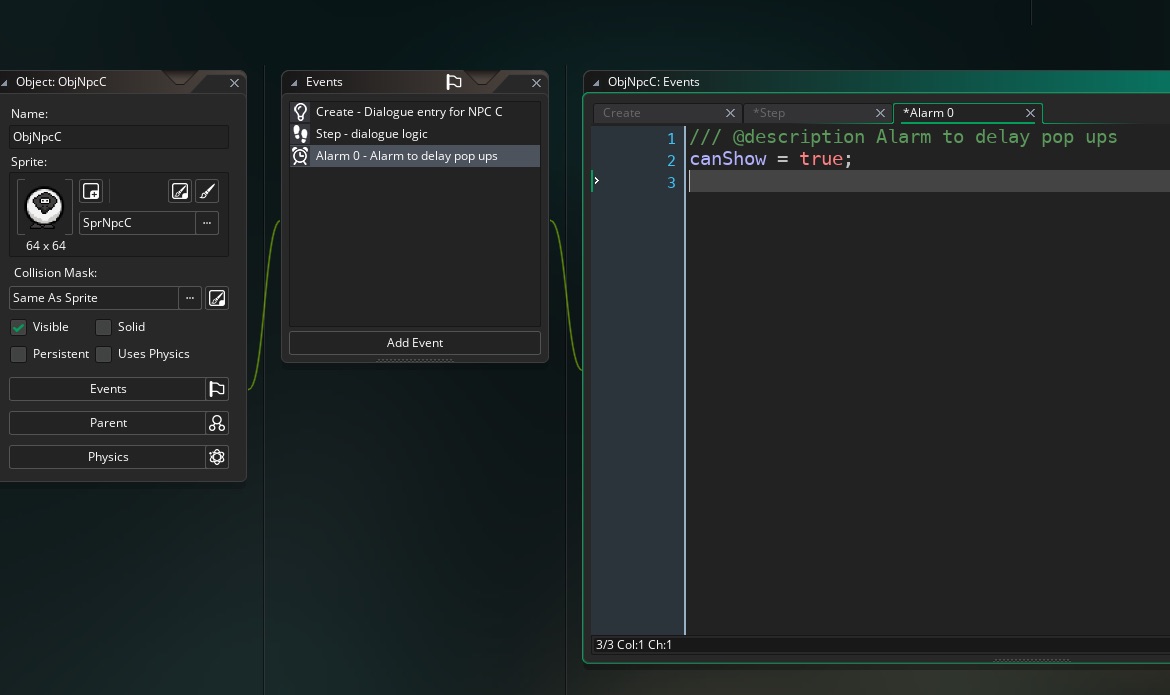 Object: ObjNpcC
Name:
ObjNpcC
Sprite:
SprNpcC
...
64 x 64
Collision Mask:
Same As Sprite
...
Visible
Solid
Persistent
Uses Physics
Events
Parent
Physics
Events
Create - Dialogue entry for NPC C
Step - dialogue logic
Alarm 0 - Alarm to delay pop ups
Add Event
ObjNpcC: Events
Create
*Step
*Alarm 0
1 /// @description Alarm to delay pop ups
2 canShow = true;
3
3/3 Col:1 Ch:1